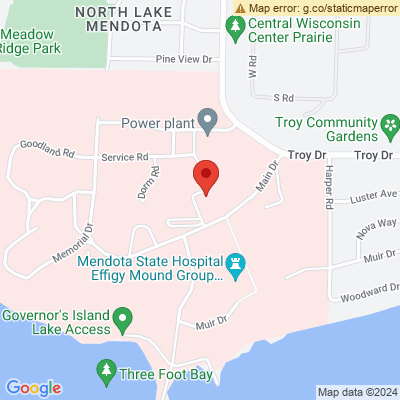 Map error: g.co/staticmaperror
NORTH LAKE
MENDOTA
Meadow
Ridge Park
Central Wisconsin
Center Prairie
Pine View Dr
W Rd
S Rd
Power plant
Troy Community
Gardens
Goodland Rd
Service Rd
Troy Dr
Troy Dr
Dorm Rd
Main Dr
Harper Rd
Luster Ave
Memorial Dr
Nova Way
Mendota State Hospital
Effigy Mound Group...
Muir Dr
Woodward Dr
Governor's Island
Lake Access
Muir Dr
Three Foot Bay
Google
Map data ©2024